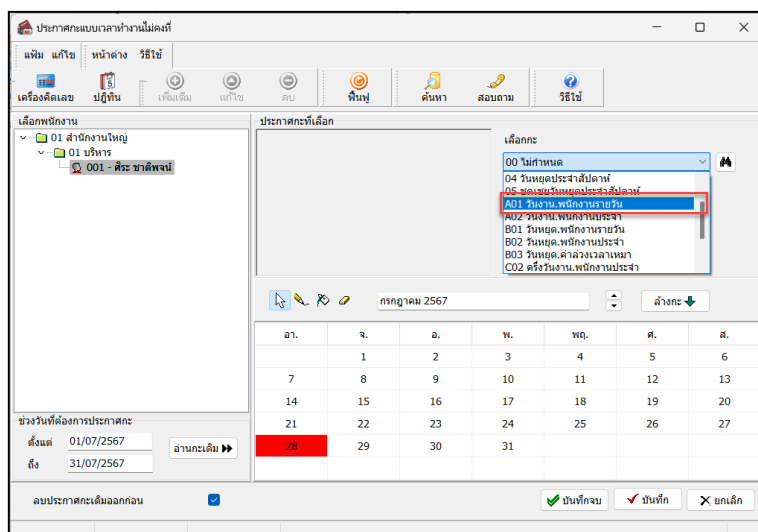 ประกาศกะแบบเวลาทำงานไม่คงที่
แฟ้ม แก้ไข หน้าต่าง วิธีใช้
เครื่องคิดเลข ปฏิทิน เพิ่มเติม แก้ไข ลบ ฟื้นฟู ค้นหา สอบถาม วิธีใช้
เลือกพนักงาน
01 สำนักงานใหญ่
01 บริหาร
001 - ศิระ ชาติพจน์
ประกาศกะที่เลือก
เลือกกะ
00 ไม่กำหนด
04 วันหยุดประจำสัปดาห์
05 ชดเชยวันหยุดประจำสัปดาห์
A01 วันงาน.พนักงานรายวัน
A02 วันงาน.พนักงานประจำ
B01 วันหยุด.พนักงานรายวัน
B02 วันหยุด.พนักงานประจำ
B03 วันหยุด.ค่าล่วงเวลาเหมา
C02 ครึ่งวันงาน.พนักงานประจำ
กรกฎาคม 2567 ล้างกะ
อา. จ. อ. พ. พฤ. ศ. ส.
1 2 3 4 5 6
7 8 9 10 11 12 13
14 15 16 17 18 19 20
21 22 23 24 25 26 27
28 29 30 31
ช่วงวันที่ต้องการประกาศกะ
ตั้งแต่ 01/07/2567
อ่านกะเดิม
ถึง 31/07/2567
ลบประกาศกะเดิมออกก่อน บันทึกจบ บันทึก ยกเลิก